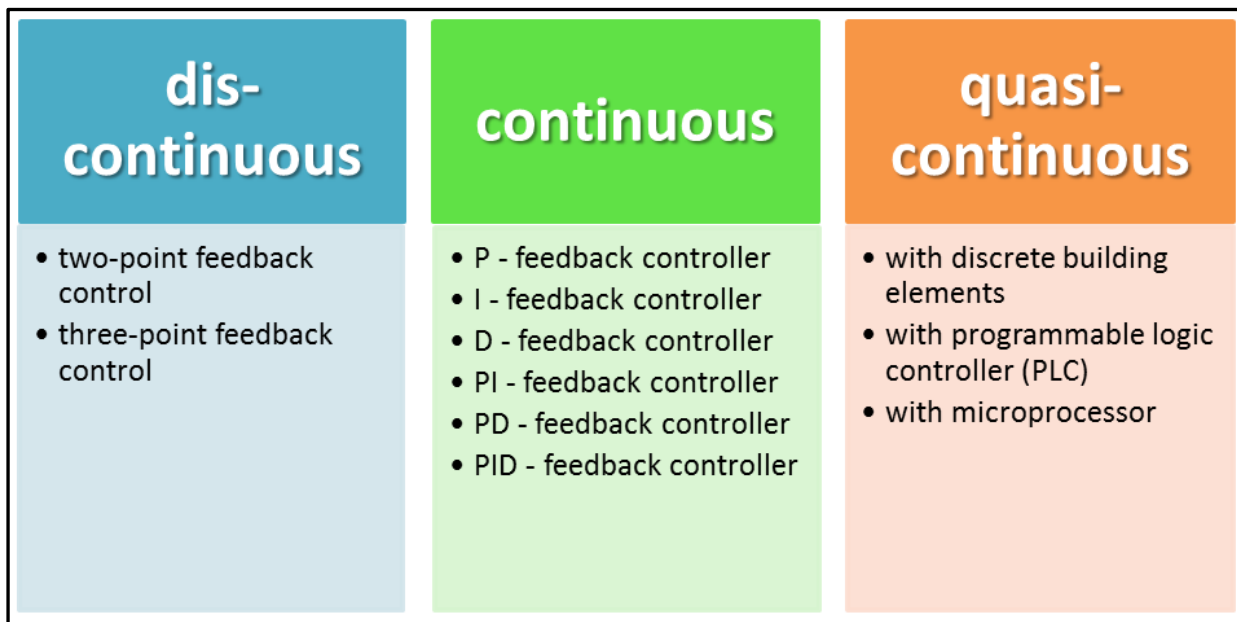 dis-
continuous
• two-point feedback
control
• three-point feedback
control
continuous
• P - feedback controller
• I - feedback controller
• D - feedback controller
• PI - feedback controller
• PD - feedback controller
• PID - feedback controller
quasi-
continuous
• with discrete building
elements
• with programmable logic
controller (PLC)
• with microprocessor